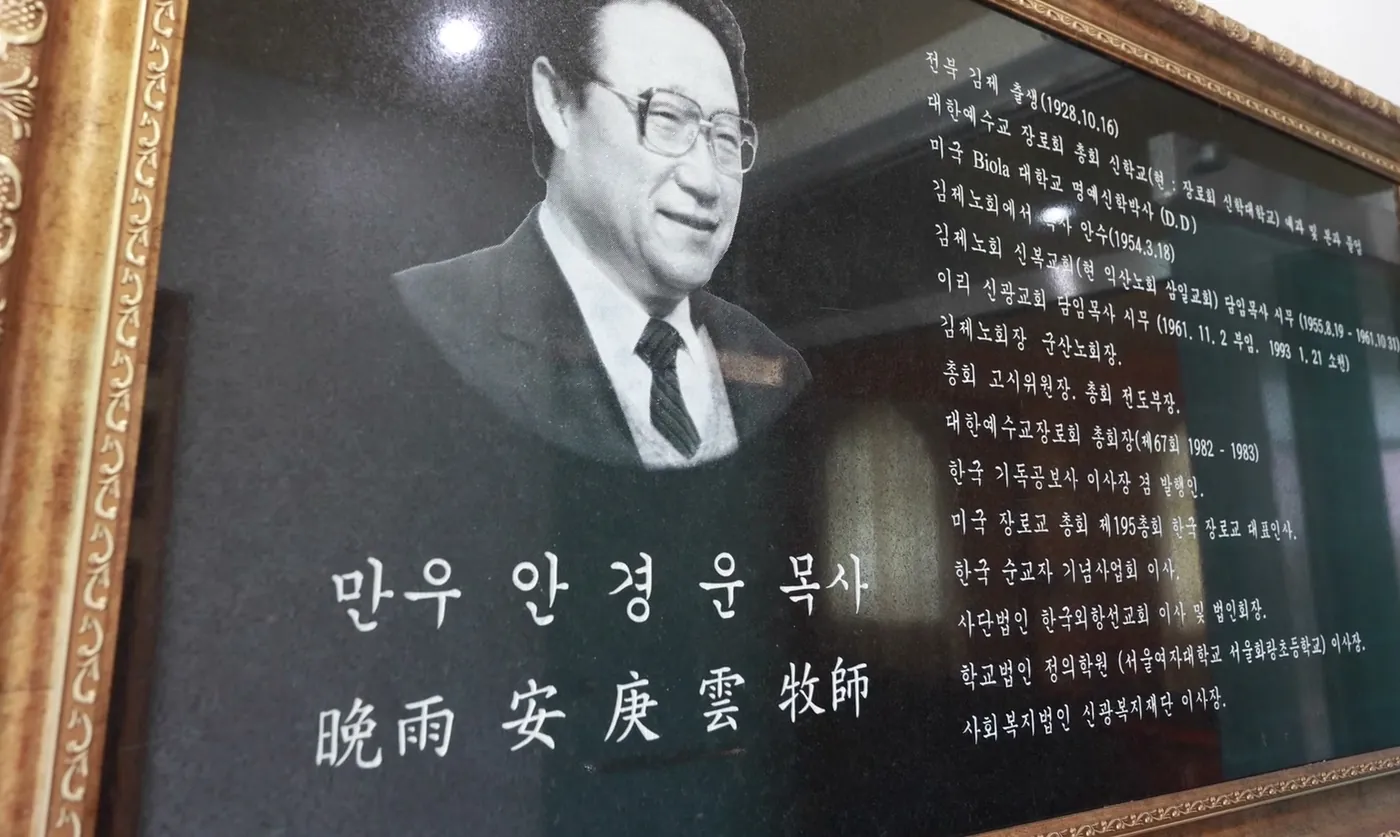 만우 안 경 운 목사
晩雨 安 庚 雲 牧師
전북 김제 출생(1928.10.16)
대한예수교 장로회 총회 신학교(현 : 장로회 신학대학교) 예과 및 본과 졸업
미국 Biola 대학교 명예신학박사 (D.D)
김제노회에서 목사 안수(1954.3.18)
김제노회 신복교회(현 익산노회 삼일교회) 담임목사 시무 (1955.8.19 - 1961.10.31)
이리 신광교회 담임목사 시무 (1961. 11. 2 부임. 1993 1. 21 소천)
김제노회장 군산노회장.
총회 고시위원장. 총회 전도부장.
대한예수교장로회 총회장(제67회 1982 - 1983)
한국 기독공보사 이사장 겸 발행인.
미국 장로교 총회 제195총회 한국 장로교 대표인사.
한국 순교자 기념사업회 이사.
사단법인 한국외항선교회 이사 및 법인회장.
학교법인 정의학원 (서울여자대학교 서울화랑초등학교) 이사장.
사회복지법인 신광복지재단 이사장.